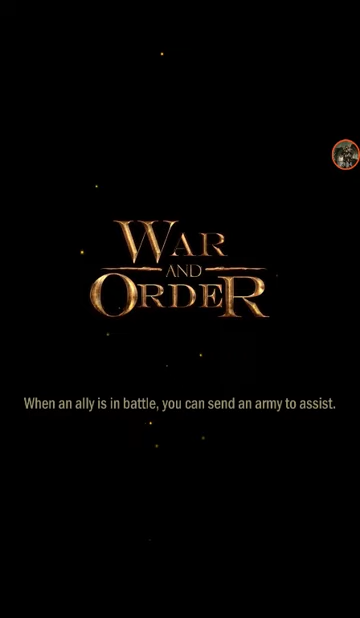 WAR
AND
ORDER
When an ally is in battle, you can send an army to assist.